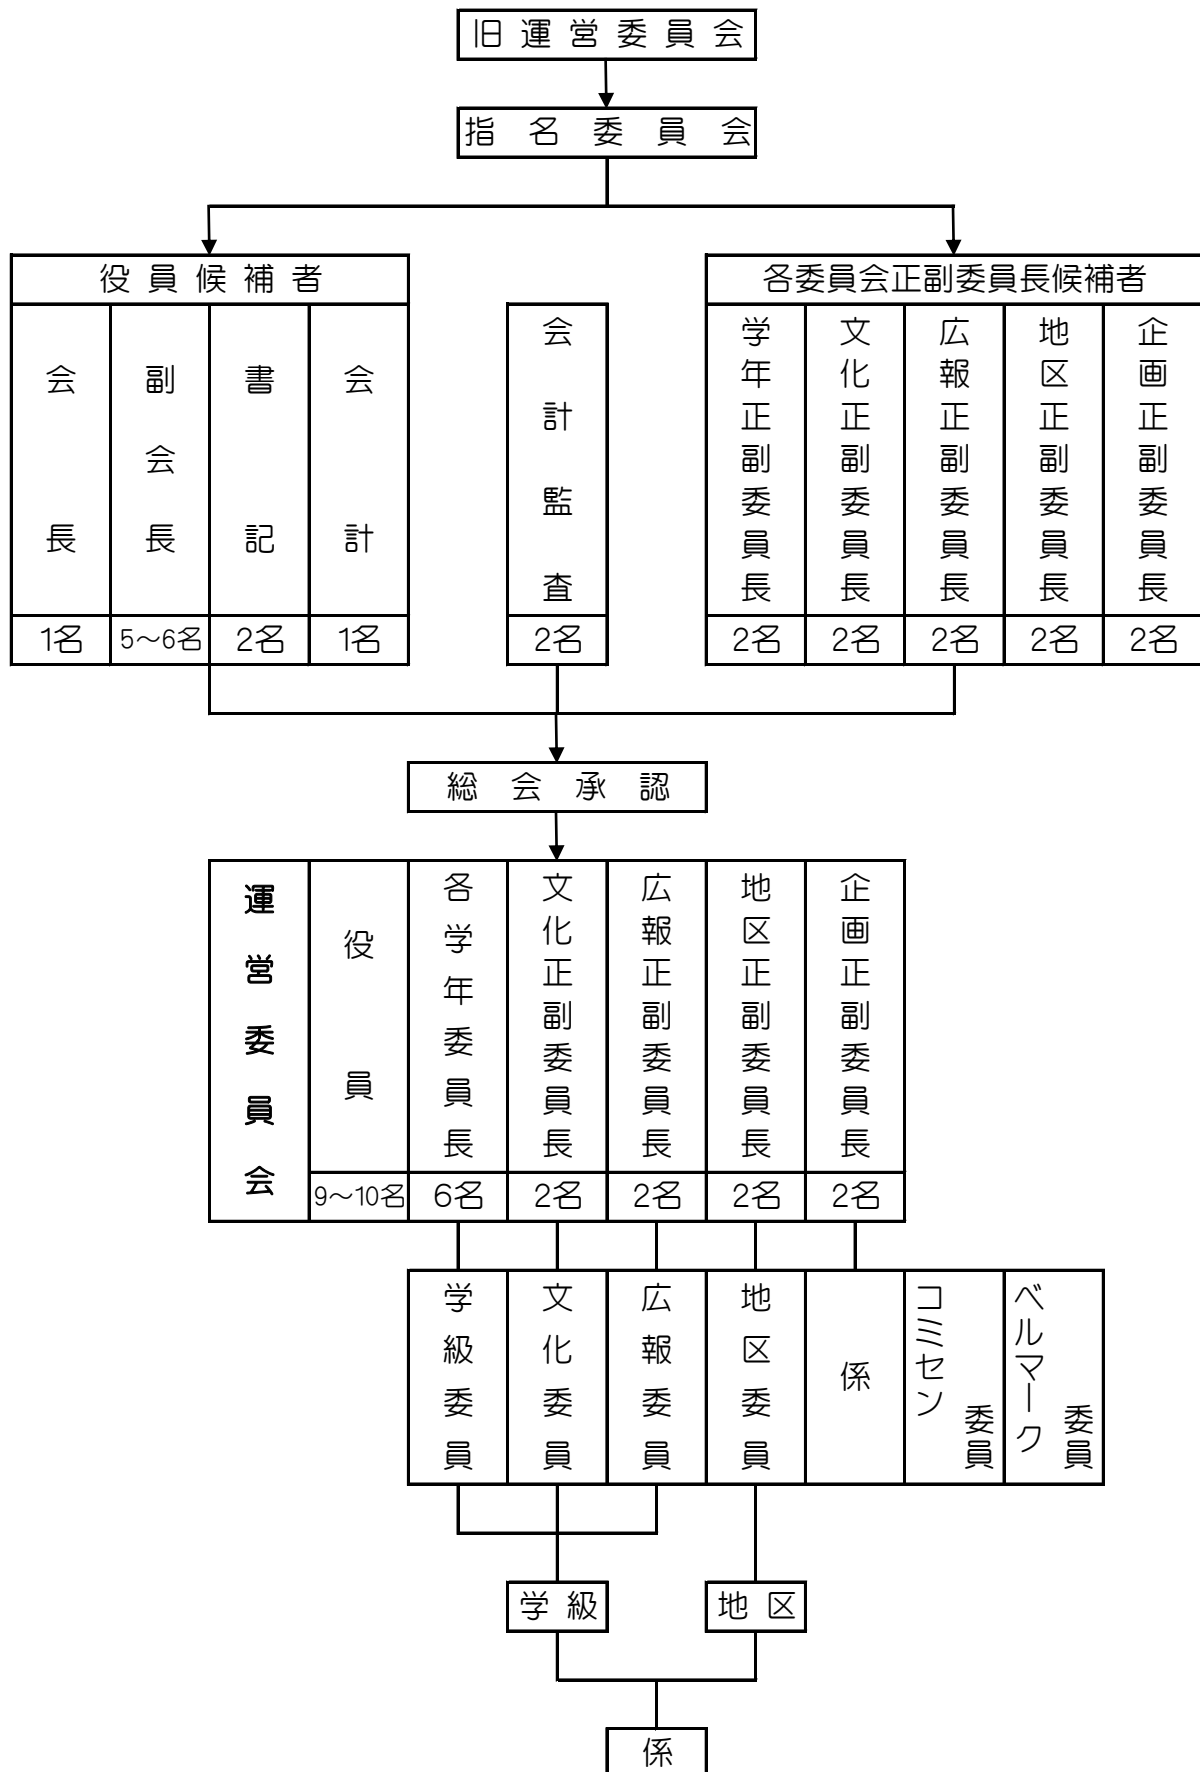 旧運営委員会
指名委員会
役員候補者
会長
副会長
書記
会計
1名
5～6名
2名
1名
会計監査
2名
各委員会正副委員長候補者
学年正副委員長
文化正副委員長
広報正副委員長
地区正副委員長
企画正副委員長
2名
2名
2名
2名
2名
総会承認
運営委員会
役員
各学年委員長
文化正副委員長
広報正副委員長
地区正副委員長
企画正副委員長
9～10名
6名
2名
2名
2名
2名
学級委員
文化委員
広報委員
地区委員
係
コミセン委員
ベルマーク委員
学級
地区
係